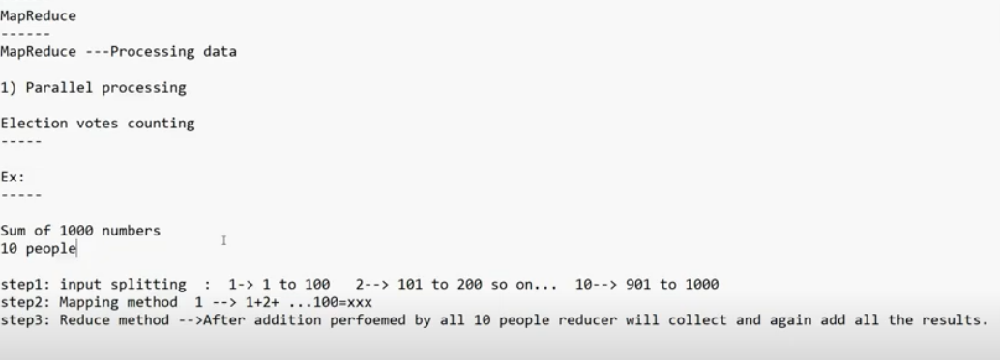 MapReduce
------
MapReduce ---Processing data
1) Parallel processing
Election votes counting
-----
Ex:
-----
Sum of 1000 numbers
10 people
step1: input splitting  :  1-> 1 to 100   2--> 101 to 200 so on...  10--> 901 to 1000
step2: Mapping method  1 --> 1+2+ ...100=xxx
step3: Reduce method -->After addition perfoemed by all 10 people reducer will collect and again add all the results.